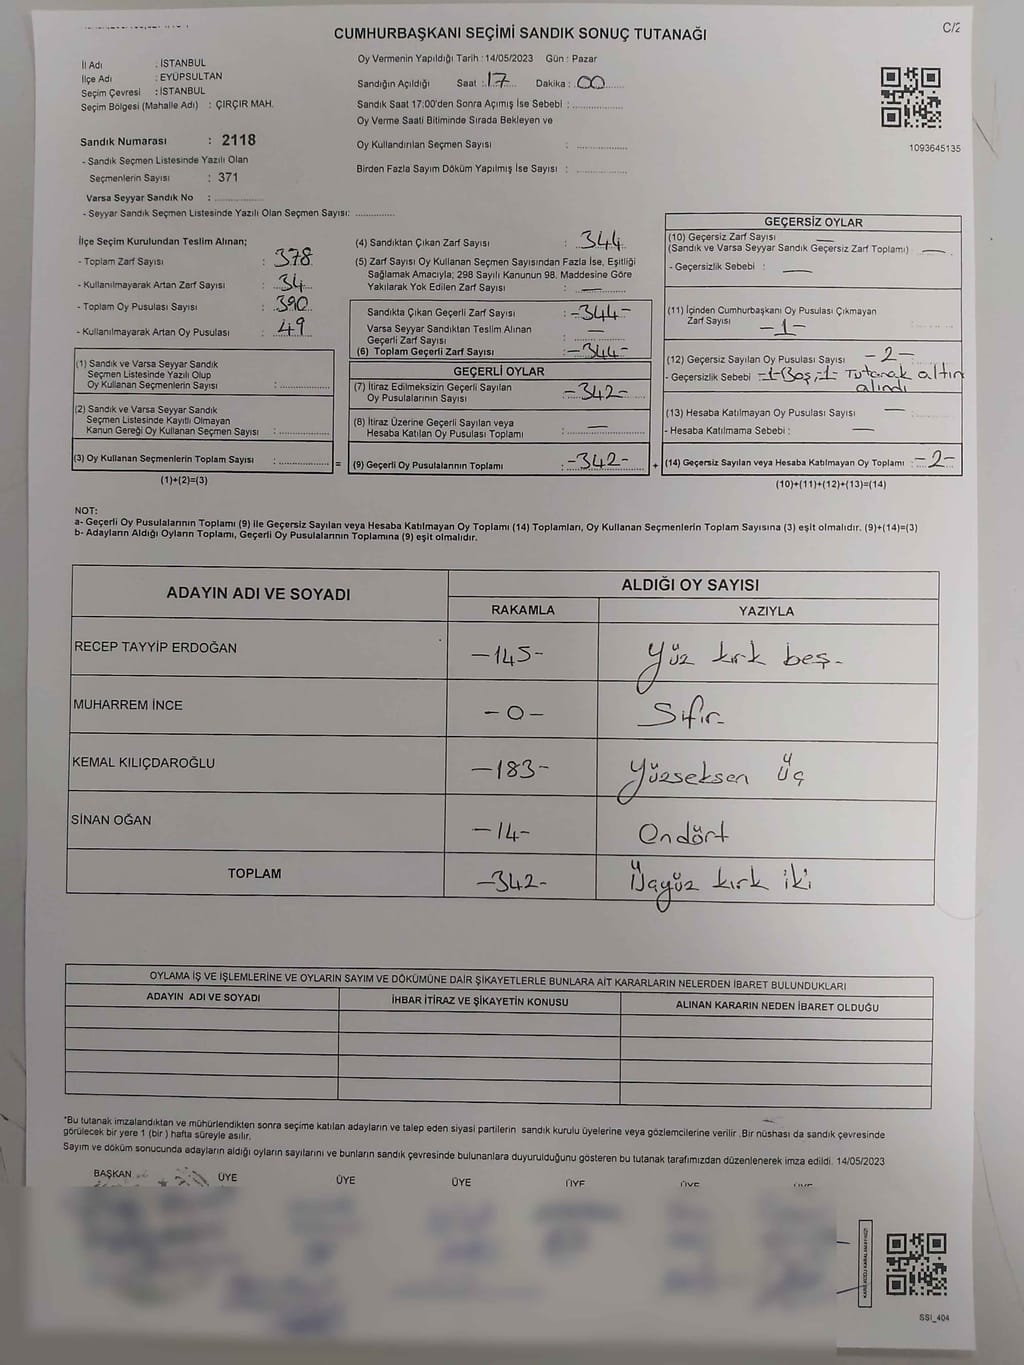 C/2
CUMHURBAŞKANI SEÇİMİ SANDIK SONUÇ TUTANAĞI
İl Adı : İSTANBUL
İlçe Adı : EYÜPSULTAN
Seçim Çevresi : İSTANBUL
Seçim Bölgesi (Mahalle Adı) : ÇIRÇIR MAH.
Sandık Numarası : 2118
- Sandık Seçmen Listesinde Yazılı Olan
Seçmenlerin Sayısı : 371
Varsa Seyyar Sandık No : ................
- Seyyar Sandık Seçmen Listesinde Yazılı Olan Seçmen Sayısı: .............
Oy Vermenin Yapıldığı Tarih : 14/05/2023 Gün : Pazar
Sandığın Açıldığı Saat : 17 Dakika : 00
Sandık Saat 17:00'den Sonra Açımış İse Sebebi : ................
Oy Verme Saati Bitiminde Sırada Bekleyen ve
Oy Kullandırılan Seçmen Sayısı : ................
Birden Fazla Sayım Döküm Yapılmış İse Sayısı : ................
1093645135
İlçe Seçim Kurulundan Teslim Alınan;
- Toplam Zarf Sayısı : 378
- Kullanılmayarak Artan Zarf Sayısı : 34
- Toplam Oy Pusulası Sayısı : 390
- Kullanılmayarak Artan Oy Pusulası : 49
(1) Sandık ve Varsa Seyyar Sandık
Seçmen Listesinde Yazılı Olup
Oy Kullanan Seçmenlerin Sayısı : ................
(2) Sandık ve Varsa Seyyar Sandık
Seçmen Listesinde Kayıtlı Olmayan
Kanun Gereği Oy Kullanan Seçmen Sayısı : ................
(3) Oy Kullanan Seçmenlerin Toplam Sayısı : ................ =
(1)+(2)=(3)
(4) Sandıktan Çıkan Zarf Sayısı : 344
(5) Zarf Sayısı Oy Kullanan Seçmen Sayısından Fazla İse, Eşitliği
Sağlamak Amacıyla; 298 Sayılı Kanunun 98. Maddesine Göre
Yakılarak Yok Edilen Zarf Sayısı : —
Sandıkta Çıkan Geçerli Zarf Sayısı : -344-
Varsa Seyyar Sandıktan Teslim Alınan
Geçerli Zarf Sayısı : —
(6) Toplam Geçerli Zarf Sayısı : -344-
GEÇERLİ OYLAR
(7) İtiraz Edilmeksizin Geçerli Sayılan
Oy Pusulalarının Sayısı : -342-
(8) İtiraz Üzerine Geçerli Sayılan veya
Hesaba Katılan Oy Pusulası Toplamı : —
(9) Geçerli Oy Pusulalarının Toplamı : -342- +
GEÇERSİZ OYLAR
(10) Geçersiz Zarf Sayısı —
(Sandık ve Varsa Seyyar Sandık Geçersiz Zarf Toplamı) : —
- Geçersizlik Sebebi : —
(11) İçinden Cumhurbaşkanı Oy Pusulası Çıkmayan
Zarf Sayısı -1-
(12) Geçersiz Sayılan Oy Pusulası Sayısı -2-
- Geçersizlik Sebebi -1-Boş, -1- Tutanak altın
alındı
(13) Hesaba Katılmayan Oy Pusulası Sayısı : —
- Hesaba Katılmama Sebebi : —
(14) Geçersiz Sayılan veya Hesaba Katılmayan Oy Toplamı : -2-
(10)+(11)+(12)+(13)=(14)
NOT:
a- Geçerli Oy Pusulalarının Toplamı (9) ile Geçersiz Sayılan veya Hesaba Katılmayan Oy Toplamı (14) Toplamları, Oy Kullanan Seçmenlerin Toplam Sayısına (3) eşit olmalıdır. (9)+(14)=(3)
b- Adayların Aldığı Oyların Toplamı, Geçerli Oy Pusulalarının Toplamına (9) eşit olmalıdır.
ADAYIN ADI VE SOYADI
ALDIĞI OY SAYISI
RAKAMLA YAZIYLA
RECEP TAYYİP ERDOĞAN -145- Yüz kırk beş-
MUHARREM İNCE -0- Sıfır-
KEMAL KILIÇDAROĞLU -183- Yüzseksen Üç
SİNAN OĞAN -14- Ondört
TOPLAM -342- Üçyüz kırk iki
OYLAMA İŞ VE İŞLEMLERİNE VE OYLARIN SAYIM VE DÖKÜMÜNE DAİR ŞİKAYETLERLE BUNLARA AİT KARARLARIN NELERDEN İBARET BULUNDUKLARI
ADAYIN ADI VE SOYADI İHBAR İTİRAZ VE ŞİKAYETİN KONUSU ALINAN KARARIN NEDEN İBARET OLDUĞU
*Bu tutanak imzalandıktan ve mühürlendikten sonra seçime katılan adayların ve talep eden siyasi partilerin sandık kurulu üyelerine veya gözlemcilerine verilir .Bir nüshası da sandık çevresinde
görülecek bir yere 1 (bir ) hafta süreyle asılır.
Sayım ve döküm sonucunda adayların aldığı oyların sayılarını ve bunların sandık çevresinde bulunanlara duyurulduğunu gösteren bu tutanak tarafımızdan düzenlenerek imza edildi. 14/05/2023
BAŞKAN ÜYE ÜYE ÜYE ÜYE ÜYE ÜYE
SSI_404